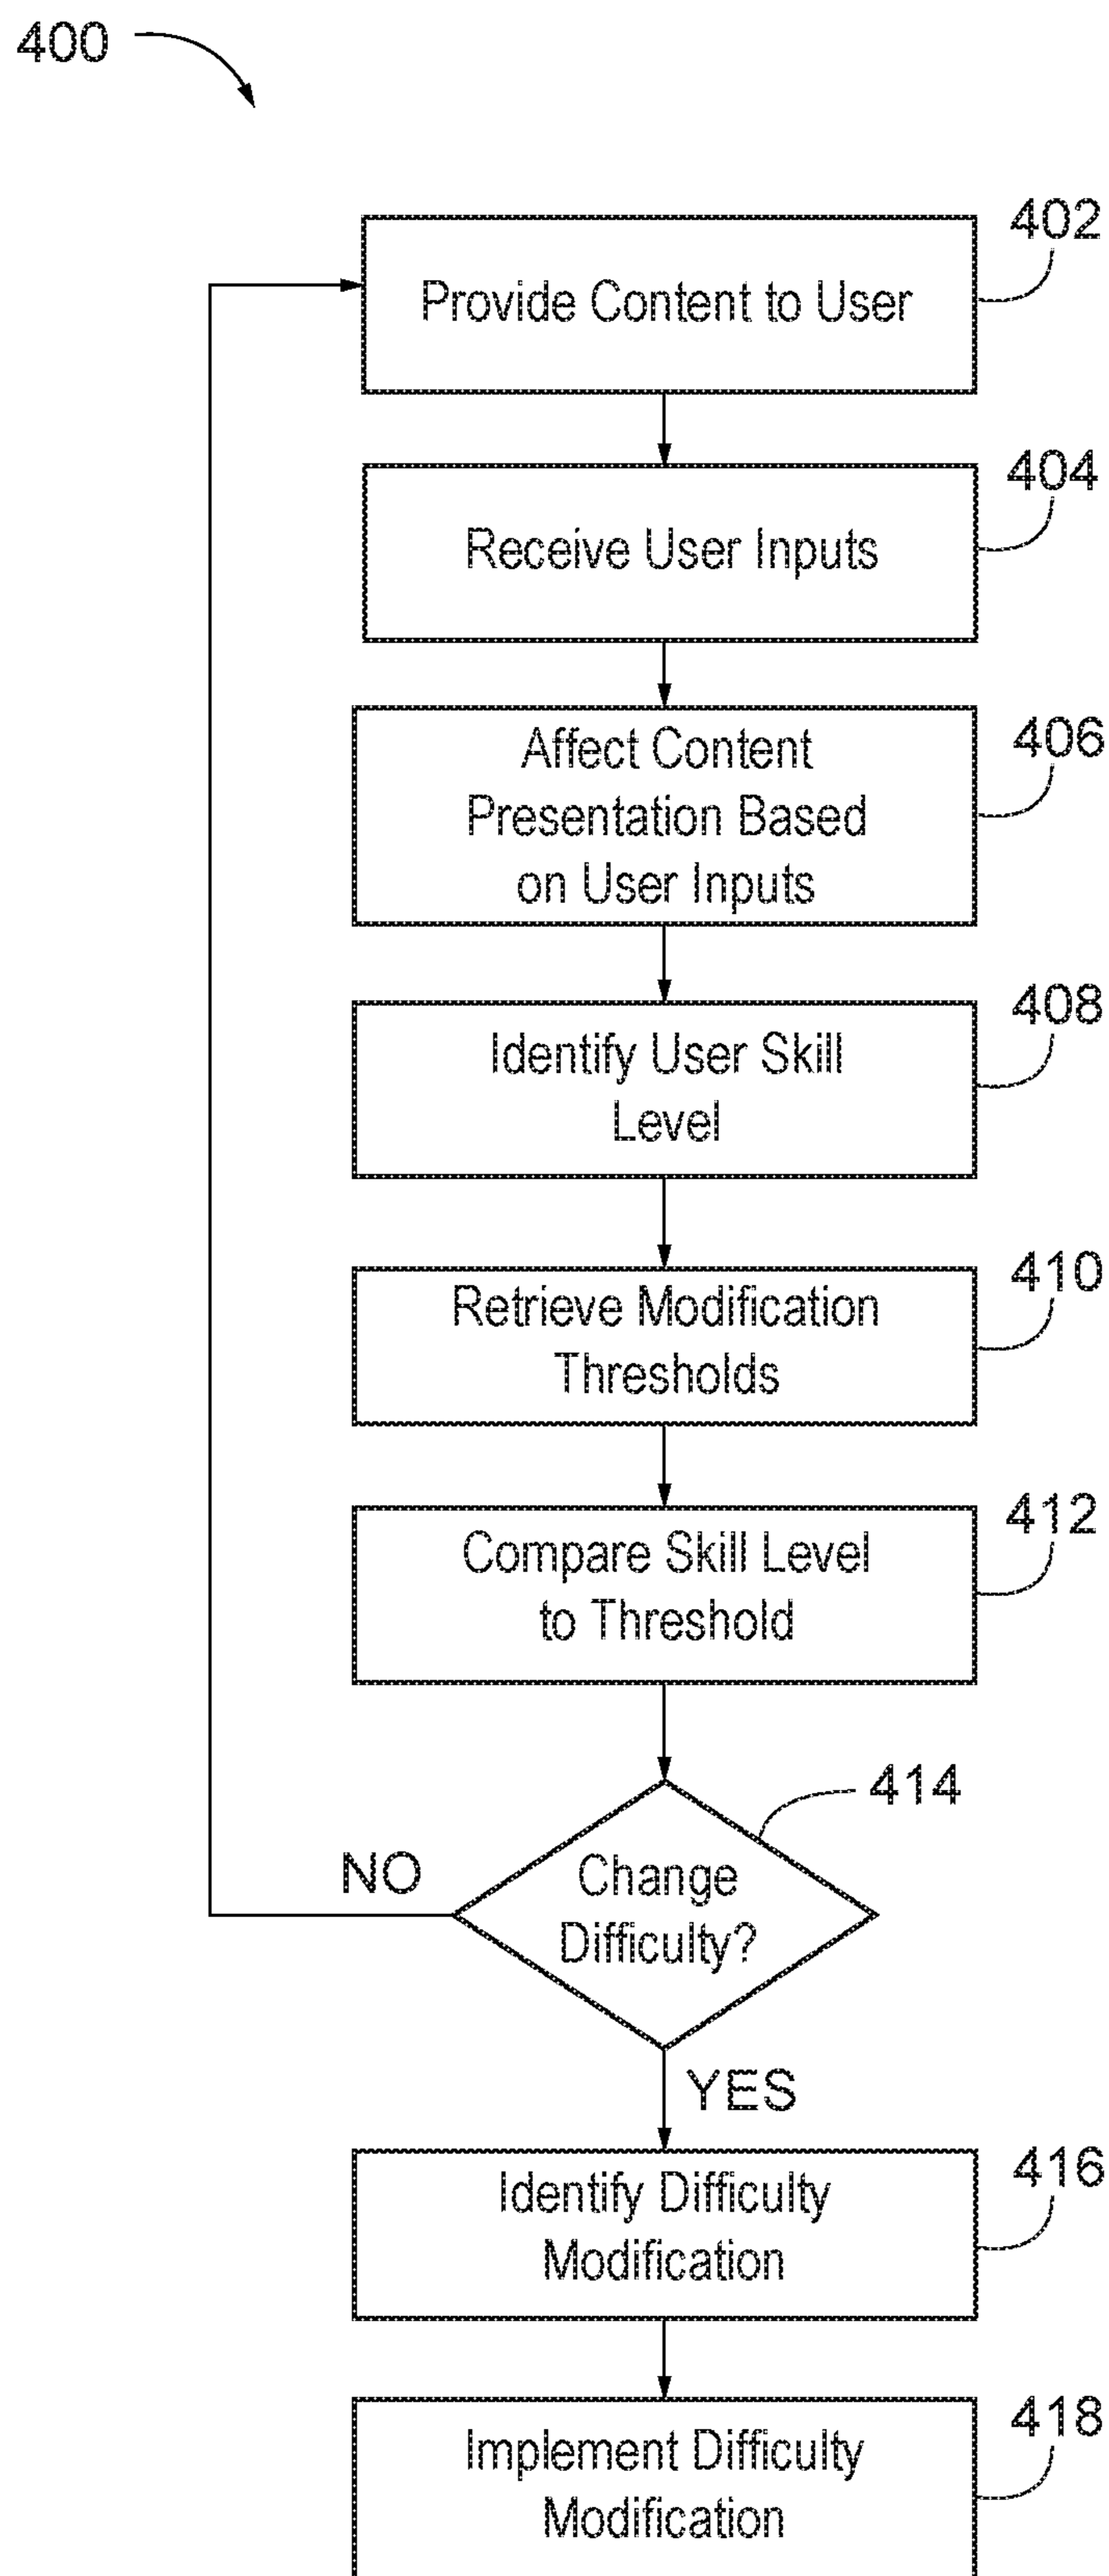 400
402
Provide Content to User
404
Receive User Inputs
406
Affect Content
Presentation Based
on User Inputs
408
Identify User Skill
Level
410
Retrieve Modification
Thresholds
412
Compare Skill Level
to Threshold
414
Change
Difficulty?
NO
YES
416
Identify Difficulty
Modification
418
Implement Difficulty
Modification